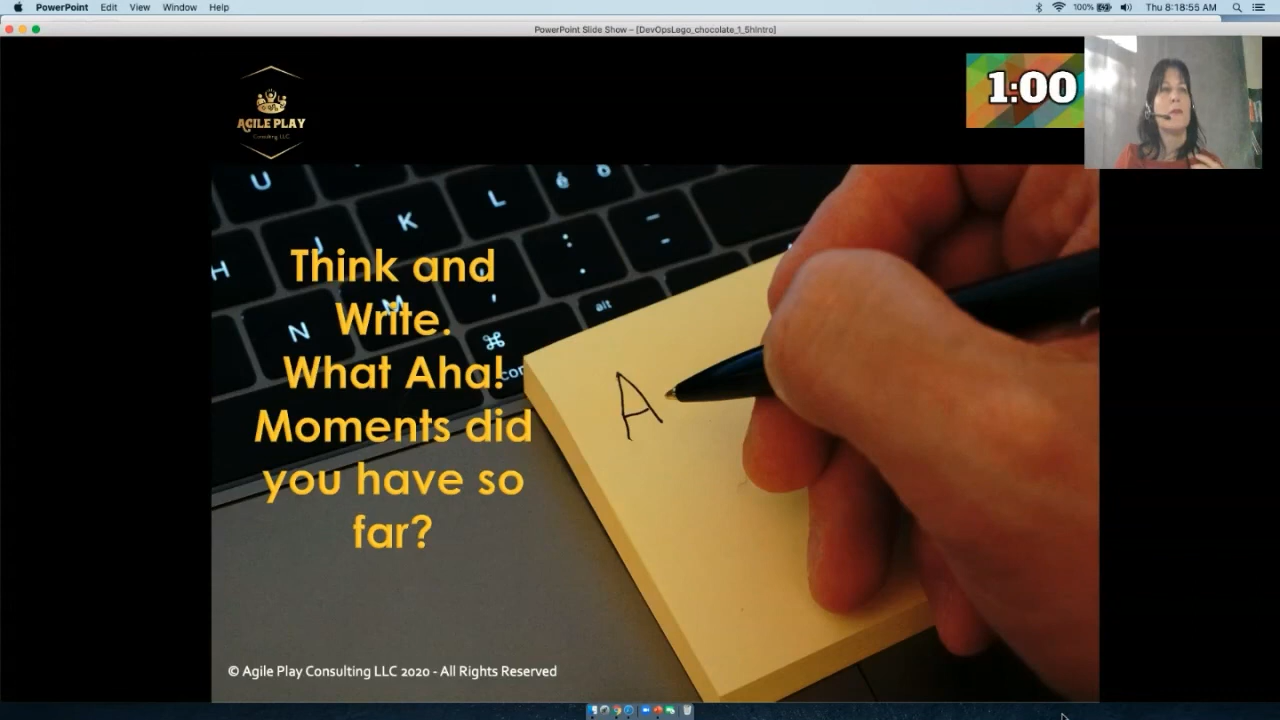 PowerPoint Edit View Window Help
100% Thu 8:18:55 AM
PowerPoint Slide Show - [DevOpsLego_chocolate_1_5hIntro]
AGILE PLAY
Consulting LLC
1:00
U
K
L
H
J
N
M
:
;
alt
⌘
Think and
Write.
What Aha!
Moments did
you have so
far?
A
© Agile Play Consulting LLC 2020 - All Rights Reserved